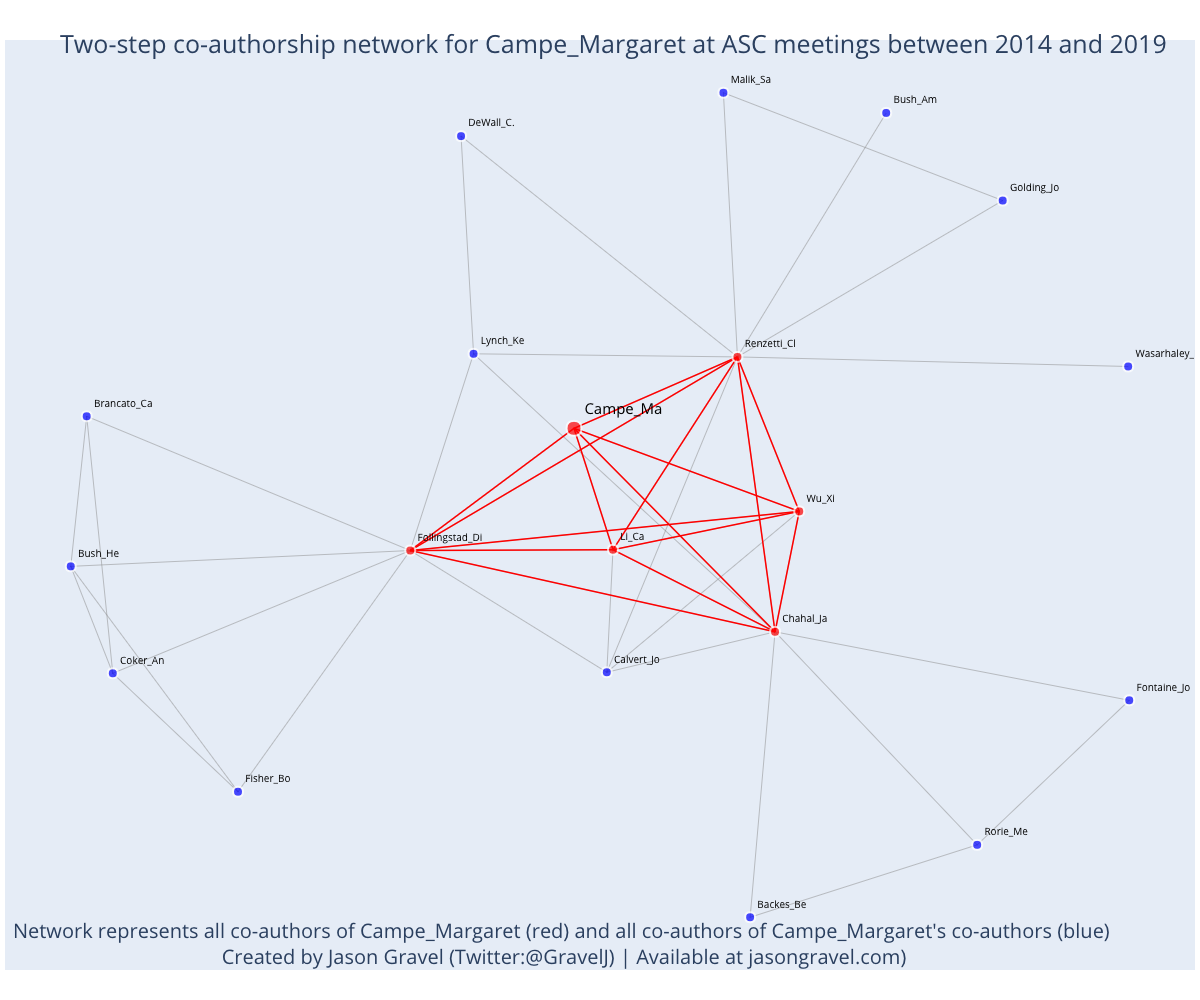 Two-step co-authorship network for Campe_Margaret at ASC meetings between 2014 and 2019
Malik_Sa
Bush_Am
DeWall_C.
Golding_Jo
Lynch_Ke
Renzetti_Cl
Wasarhaley_
Brancato_Ca
Campe_Ma
Wu_Xi
Follingstad_Di
Li_Ca
Bush_He
Chahal_Ja
Coker_An
Calvert_Jo
Fontaine_Jo
Fisher_Bo
Rorie_Me
Backes_Be
Network represents all co-authors of Campe_Margaret (red) and all co-authors of Campe_Margaret's co-authors (blue)
Created by Jason Gravel (Twitter:@GravelJ) | Available at jasongravel.com)